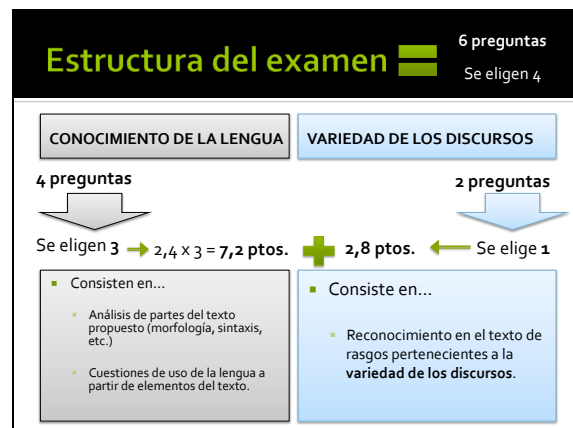 Estructura del examen
6 preguntas
Se eligen 4
CONOCIMIENTO DE LA LENGUA
VARIEDAD DE LOS DISCURSOS
4 preguntas
2 preguntas
Se eligen 3
2,4 x 3 = 7,2 ptos.
2,8 ptos.
Se elige 1
Consisten en...
Análisis de partes del texto
propuesto (morfología, sintaxis,
etc.)
Cuestiones de uso de la lengua a
partir de elementos del texto.
Consiste en...
Reconocimiento en el texto de
rasgos pertenecientes a la
variedad de los discursos.